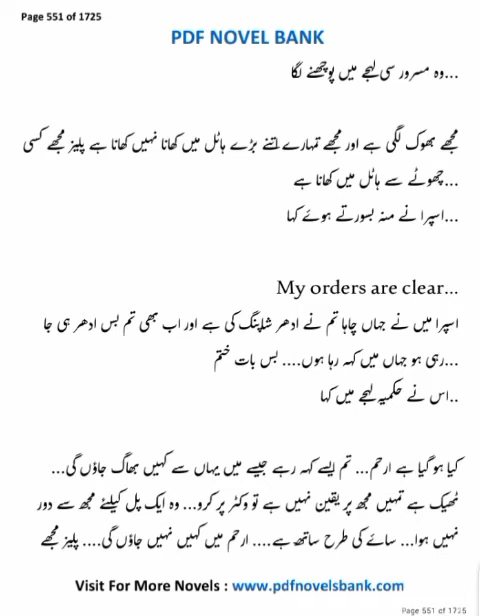 Page 551 of 1725
PDF NOVEL BANK
...وہ مسرور سی لہجے میں پوچھنے لگا
مجھے بھوک لگی ہے اور مجھے تمہارے اتنے بڑے ہاٹل میں کھانا نہیں کھانا ہے پلیز مجھے کسی
...چھوٹے سے ہاٹل میں کھانا ہے
...اسپرا نے منہ بسورتے ہوئے کہا
My orders are clear...
اسپرا میں نے جہاں چاہا تم نے ادھر شاپنگ کی ہے اور اب بھی تم بس ادھر ہی جا
...رہی ہو جہاں میں کہہ رہا ہوں.... بس بات ختم
..اس نے حکمیہ لہجے میں کہا
کیا ہو گیا ہے ارحم... تم ایسے کہہ رہے جیسے میں یہاں سے کہیں بھاگ جاؤں گی...
ٹھیک ہے تمہیں مجھ پر یقین نہیں ہے تو وکٹر پر کرو... وہ ایک پل کیلئے مجھ سے دور
نہیں ہوا... سائے کی طرح ساتھ ہے.... ارحم میں کہیں نہیں جاؤں گی.... پلیز مجھے
Visit For More Novels : www.pdfnovelsbank.com
Page 551 of 1725